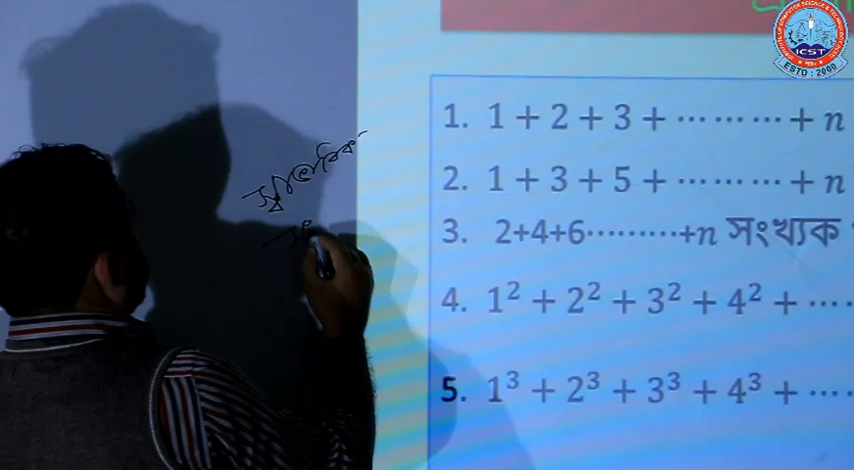 ICST
ESTD : 2000
স্বাভাবিক
সং
1. 1 + 2 + 3 + ⋯ ⋯ ⋯ + n
2. 1 + 3 + 5 + ⋯ ⋯ ⋯ + n
3. 2+4+6⋯⋯⋯+n সংখ্যক
4. 1² + 2² + 3² + 4² + ⋯
5. 1³ + 2³ + 3³ + 4³ + ⋯